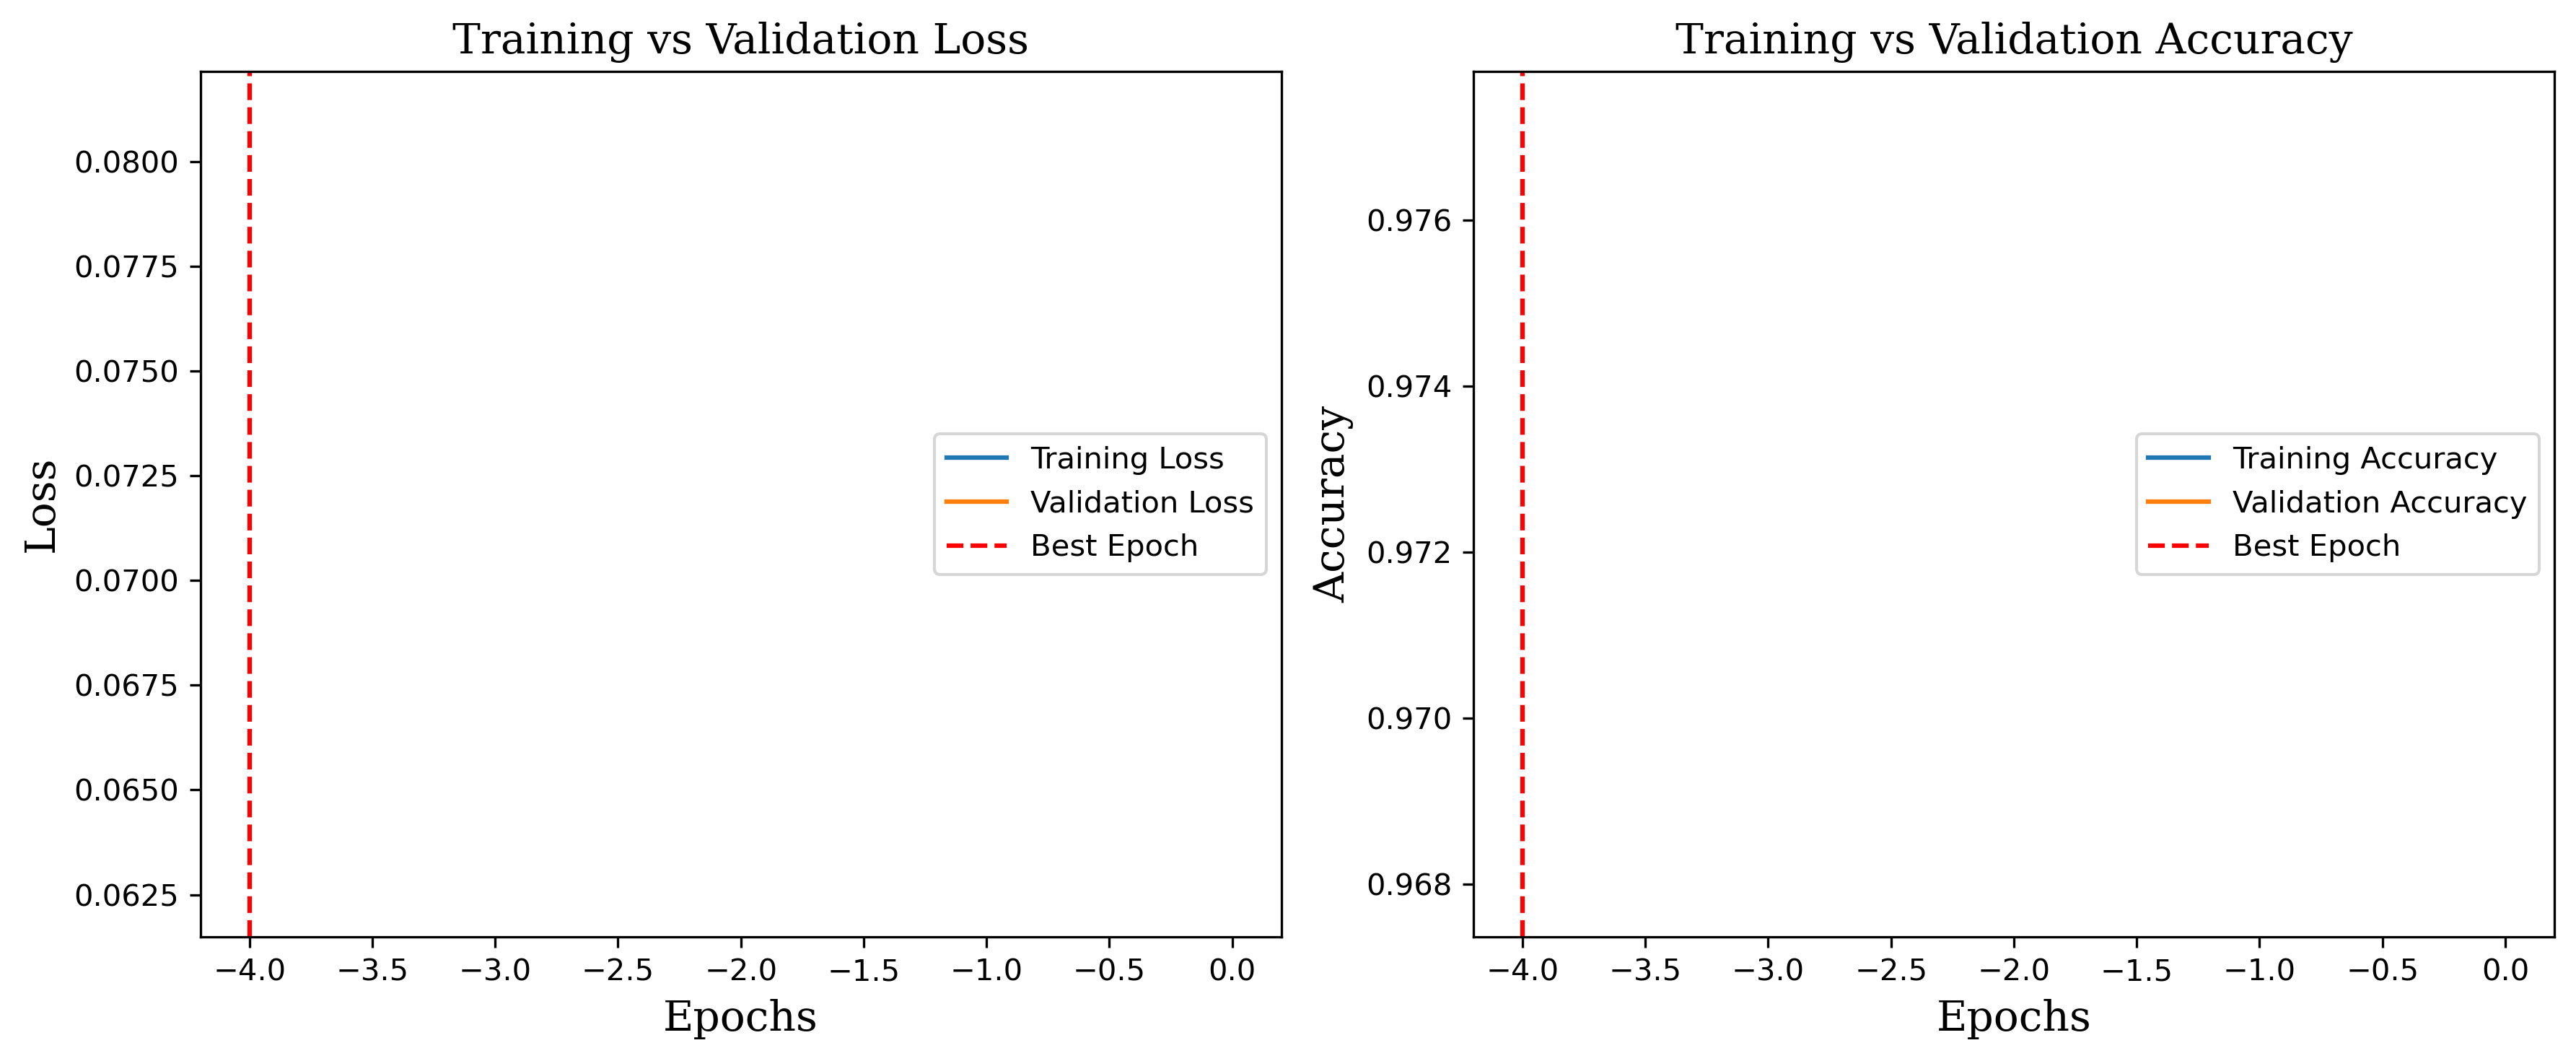 Training vs Validation Loss
0.0800
0.0775
0.0750
0.0725
0.0700
0.0675
0.0650
0.0625
Loss
Training Loss
Validation Loss
Best Epoch
−4.0 −3.5 −3.0 −2.5 −2.0 −1.5 −1.0 −0.5 0.0
Epochs
Training vs Validation Accuracy
0.976
0.974
0.972
0.970
0.968
Accuracy
Training Accuracy
Validation Accuracy
Best Epoch
−4.0 −3.5 −3.0 −2.5 −2.0 −1.5 −1.0 −0.5 0.0
Epochs